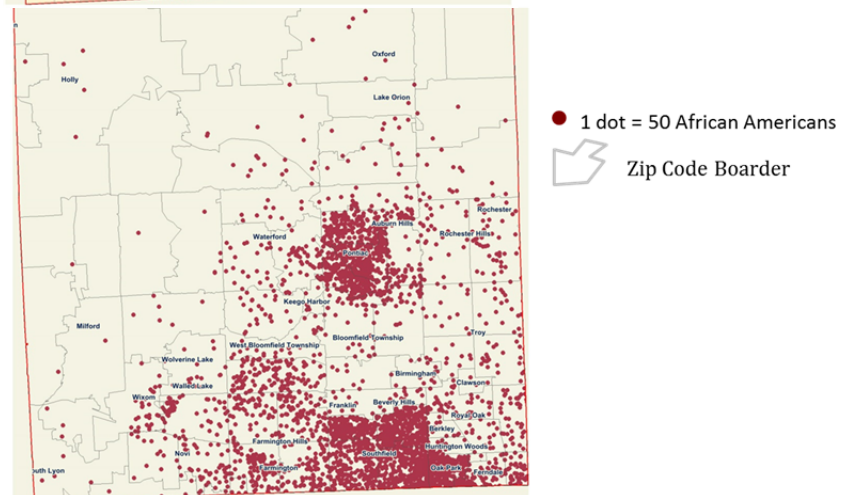 Oxford
Holly
Lake Orion
1 dot = 50 African Americans
Zip Code Boarder
Rochester
Auburn Hills
Rochester Hills
Waterford
Pontiac
Keego Harbor
Milford
Troy
Bloomfield Township
West Bloomfield Township
Wolverine Lake
Birmingham
Clawson
Walled Lake
Wixom
Franklin
Beverly Hills
Royal Oak
Berkley
Farmington Hills
Huntington Woods
Novi
Southfield
Farmington
Oak Park
Ferndale
outh Lyon